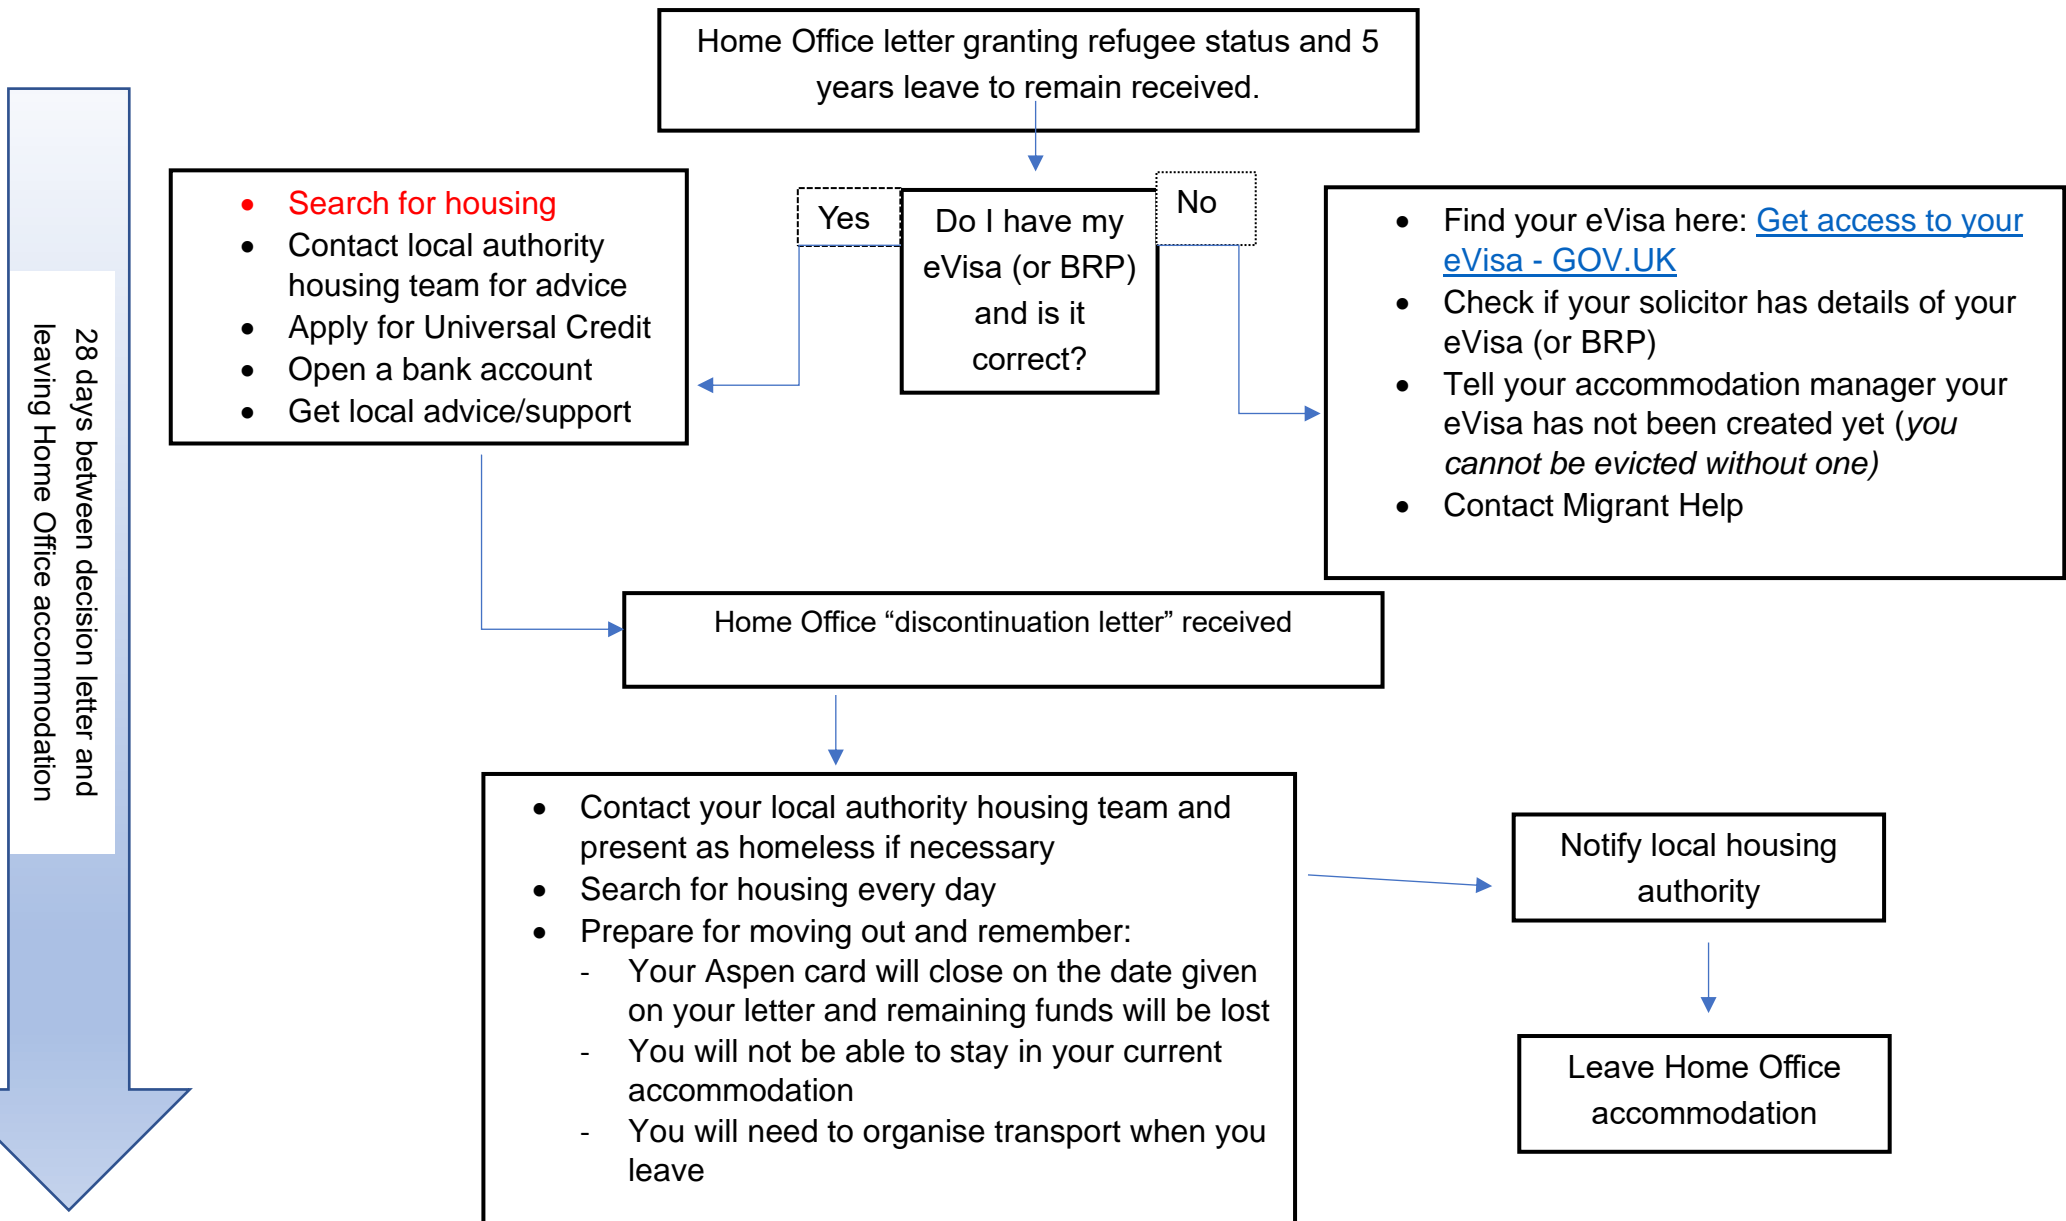 Home Office letter granting refugee status and 5
years leave to remain received.
28 days between decision letter and
leaving Home Office accommodation
• Search for housing
• Contact local authority
housing team for advice
• Apply for Universal Credit
• Open a bank account
• Get local advice/support
Yes
Do I have my
eVisa (or BRP)
and is it
correct?
No
• Find your eVisa here: Get access to your
eVisa - GOV.UK
• Check if your solicitor has details of your
eVisa (or BRP)
• Tell your accommodation manager your
eVisa has not been created yet (you
cannot be evicted without one)
• Contact Migrant Help
Home Office “discontinuation letter” received
• Contact your local authority housing team and
present as homeless if necessary
• Search for housing every day
• Prepare for moving out and remember:
- Your Aspen card will close on the date given
on your letter and remaining funds will be lost
- You will not be able to stay in your current
accommodation
- You will need to organise transport when you
leave
Notify local housing
authority
Leave Home Office
accommodation